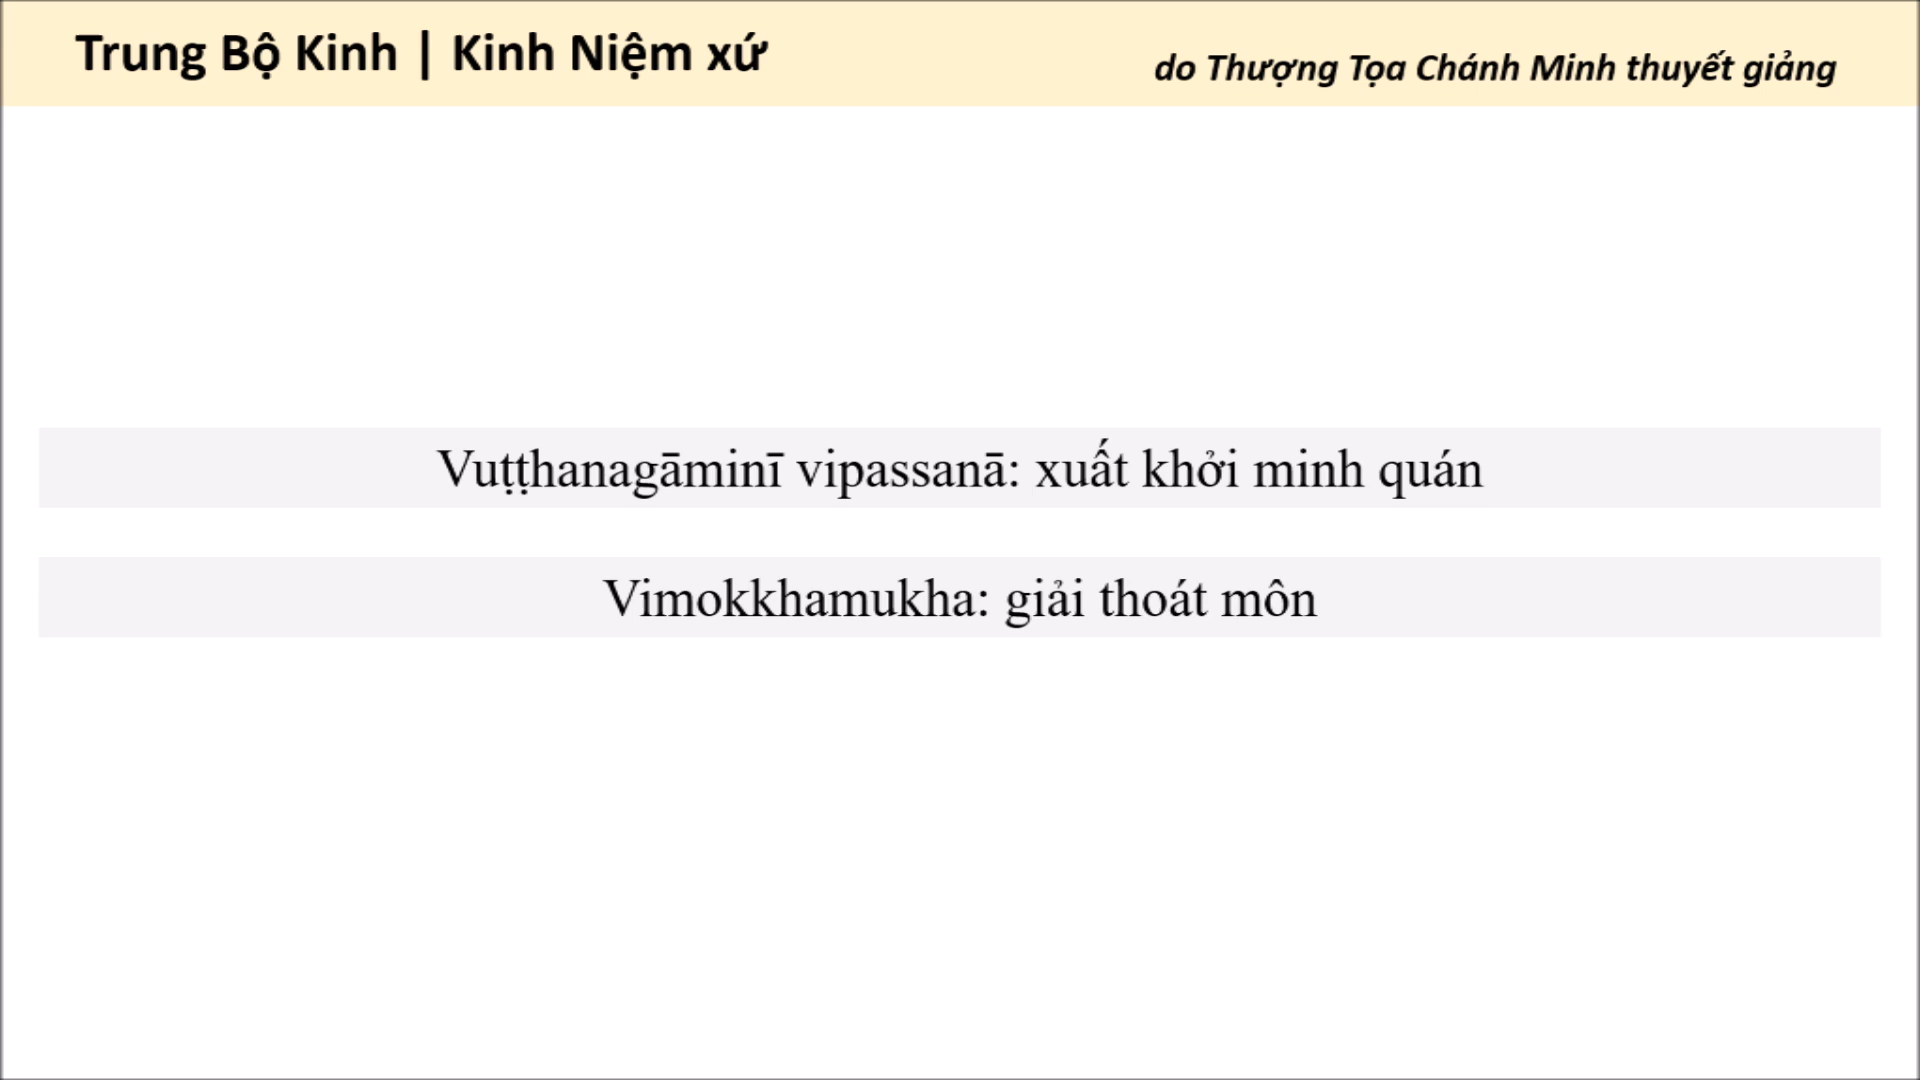 Trung Bộ Kinh | Kinh Niệm xứ
do Thượng Tọa Chánh Minh thuyết giảng
Vuṭṭhanagāminī vipassanā: xuất khởi minh quán
Vimokkhamukha: giải thoát môn